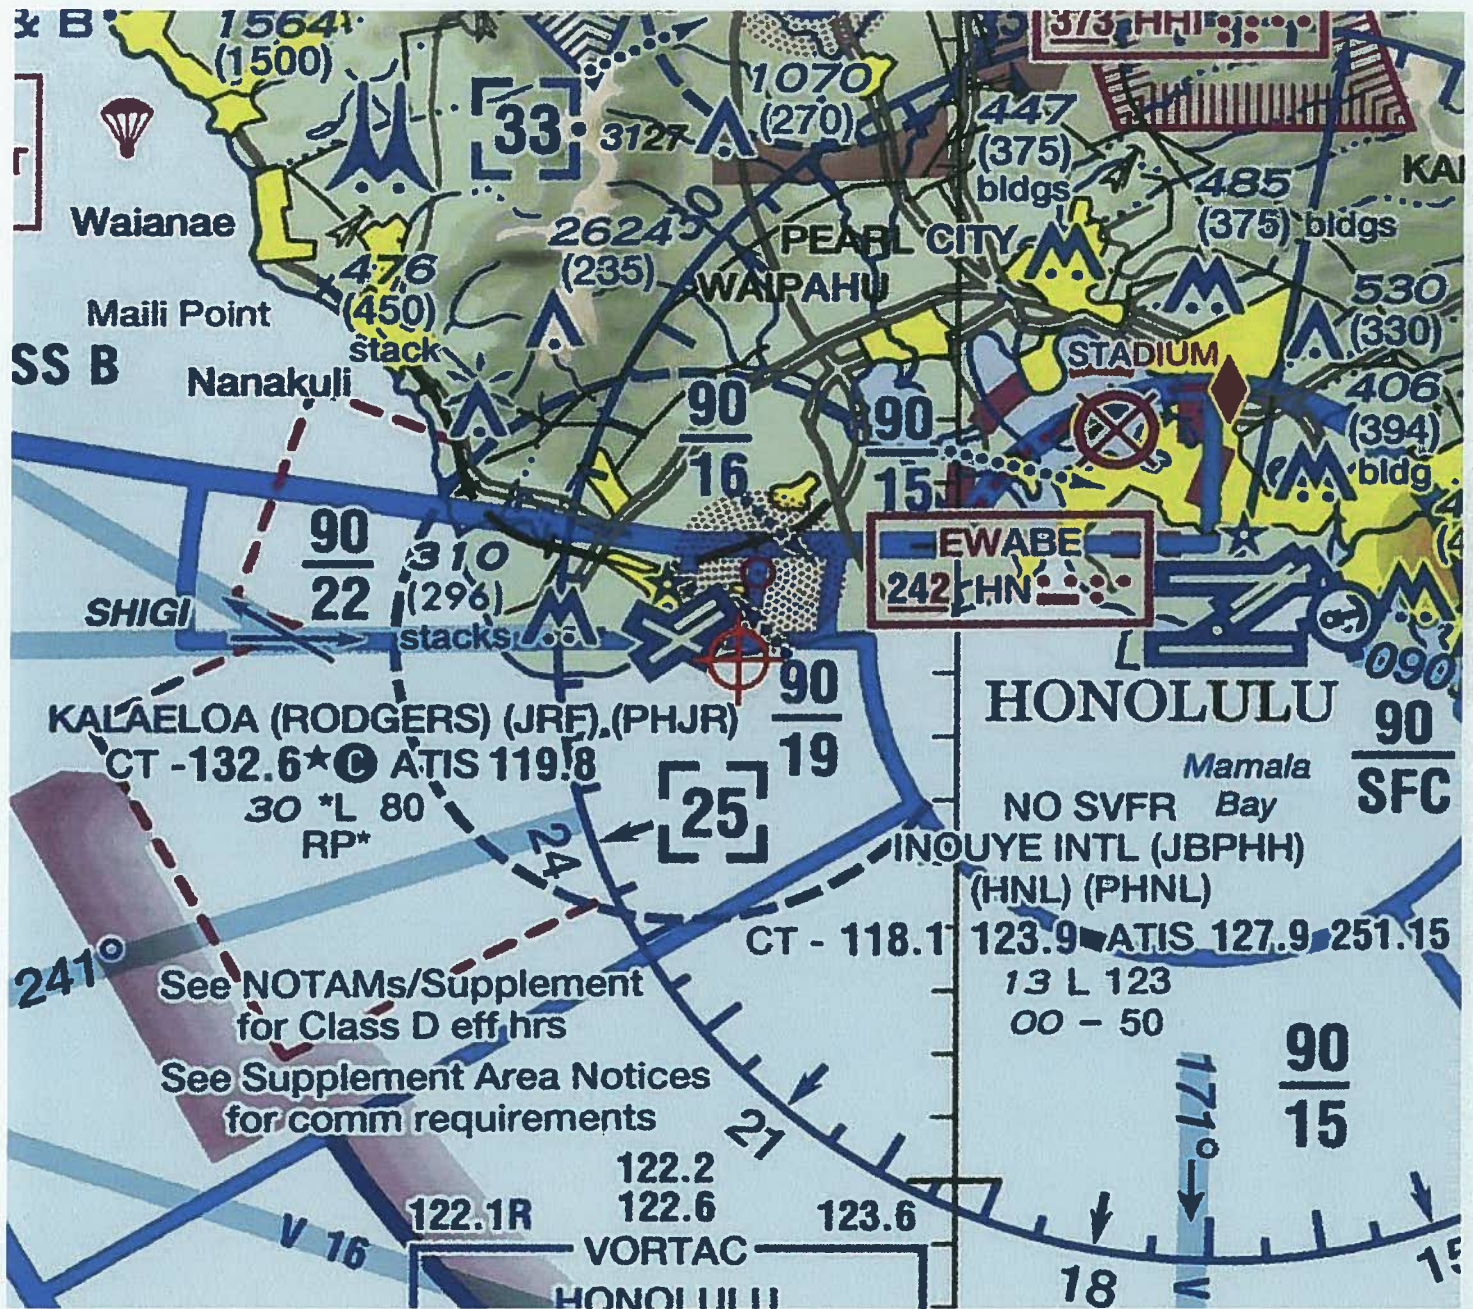 & B
1564
(1500)
373 HHI
33
3127
1070
(270)
447
(375)
bldgs
485
(375) bldgs
Waianae
476
(450)
stack
2624
(235)
30
PEARL CITY
WAIPAHU
530
(330)
Maili Point
SS B
Nanakuli
STADIUM
406
(394)
bldg
90
16
90
15
90
22
310
(296)
stacks
EWABE
242 HN
SHIGI
090
KALAELOA (RODGERS) (JRF) (PHJR)
CT - 132.6 * C ATIS 119.8
30 *L 80
RP*
90
19
HONOLULU
90
SFC
Mamala
Bay
25
24
NO SVFR
INOUYE INTL (JBPHH)
(HNL) (PHNL)
CT - 118.1 123.9 ATIS 127.9 251.15
13 L 123
00 - 50
241°
See NOTAMs/Supplement
for Class D eff hrs
See Supplement Area Notices
for comm requirements
90
15
171°
21
122.2
122.1R 122.6 123.6
V 16
VORTAC
HONOLULU
18
15
V